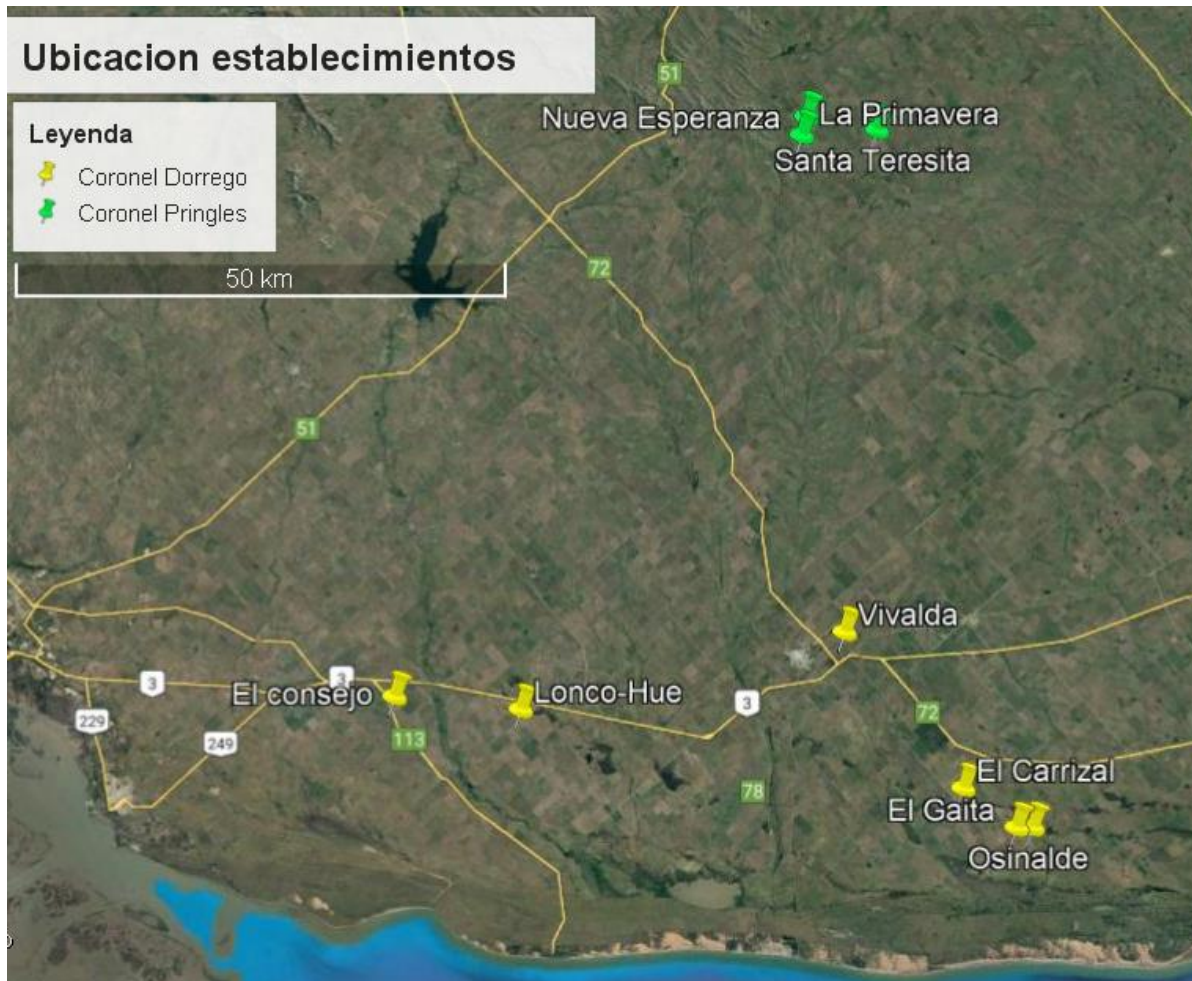 Ubicacion establecimientos
Leyenda
Coronel Dorrego
Coronel Pringles
50 km
51
Nueva Esperanza
La Primavera
Santa Teresita
72
51
Vivalda
3
3
El consejo
Lonco-Hue
3
229
249
113
72
78
El Carrizal
El Gaita
Osinalde